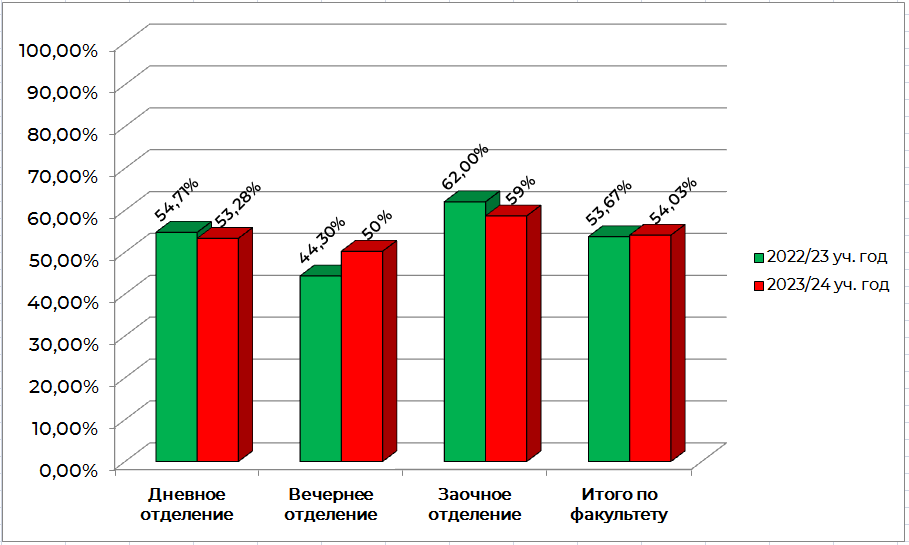 100,00%
90,00%
80,00%
70,00%
60,00%
50,00%
40,00%
30,00%
20,00%
10,00%
0,00%
54,71%
53,28%
44,30%
50%
62,00%
59%
53,67%
54,03%
Дневное
отделение
Вечернее
отделение
Заочное
отделение
Итого по
факультету
2022/23 уч. год
2023/24 уч. год